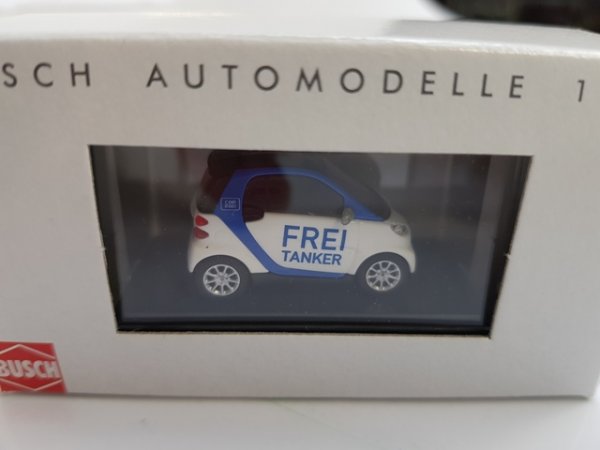 SCH AUTOMODELLE 1
FREI
TANKER
BUSCH